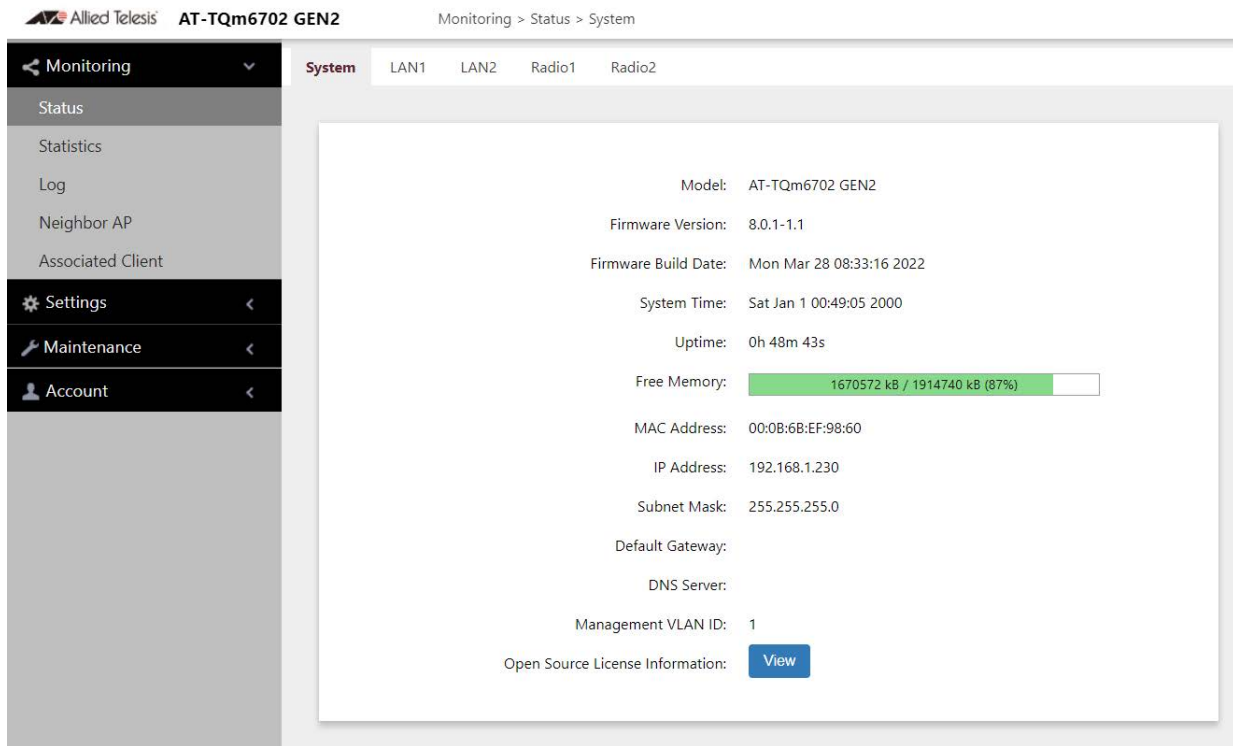 Allied Telesis AT-TQm6702 GEN2 Monitoring > Status > System
Monitoring
Status
Statistics
Log
Neighbor AP
Associated Client
Settings
Maintenance
Account
System LAN1 LAN2 Radio1 Radio2
Model: AT-TQm6702 GEN2
Firmware Version: 8.0.1-1.1
Firmware Build Date: Mon Mar 28 08:33:16 2022
System Time: Sat Jan 1 00:49:05 2000
Uptime: 0h 48m 43s
Free Memory: 1670572 kB / 1914740 kB (87%)
MAC Address: 00:0B:6B:EF:98:60
IP Address: 192.168.1.230
Subnet Mask: 255.255.255.0
Default Gateway:
DNS Server:
Management VLAN ID: 1
Open Source License Information: View